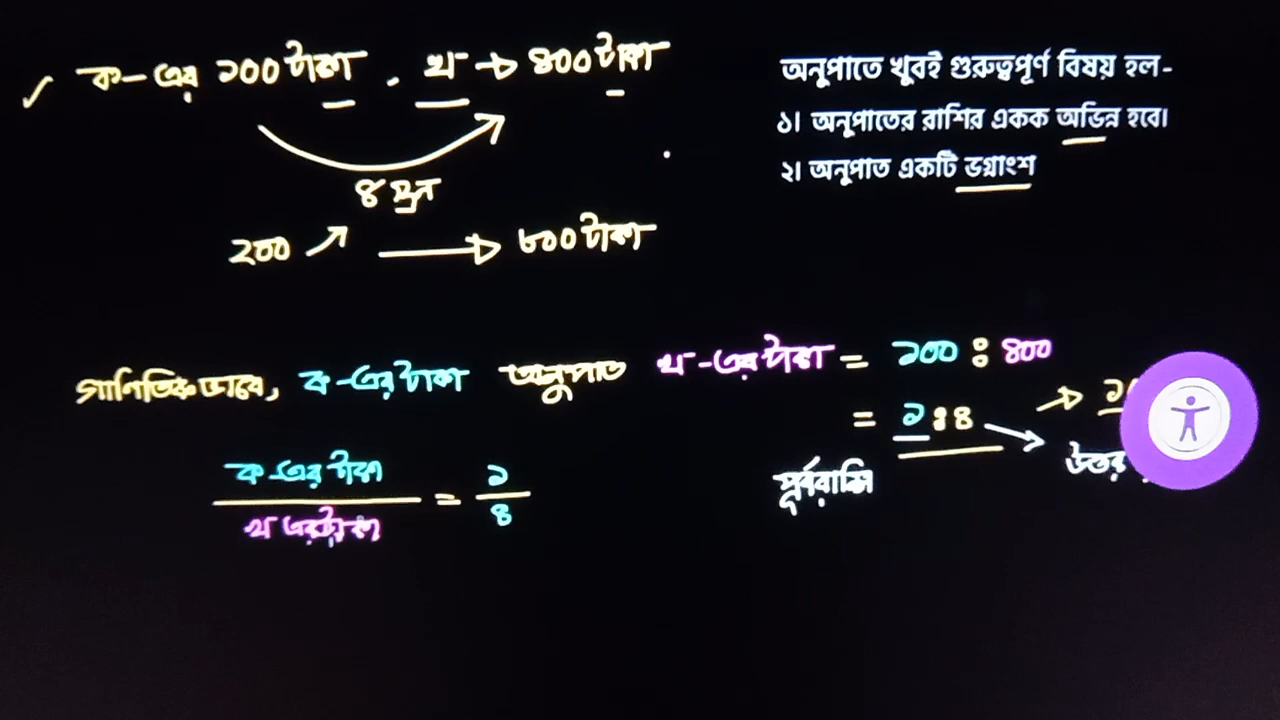 ক-এর ১০০ টাকা, খ → ৪০০ টাকা
৪ গুন
২০০ ↗ → ৮০০ টাকা
অনুপাতে খুবই গুরুত্বপূর্ণ বিষয় হল-
১। অনুপাতের রাশির একক অভিন্ন হবে।
২। অনুপাত একটি ভগ্নাংশ
গানিতিকভাবে, ক-এর টাকা অনুপাত খ-এর টাকা = ১০০ : ৪০০
= ১:৪
পূর্বরাশি
উত্তর
ক এর টাকা / খ এর টাকা = ১/৪